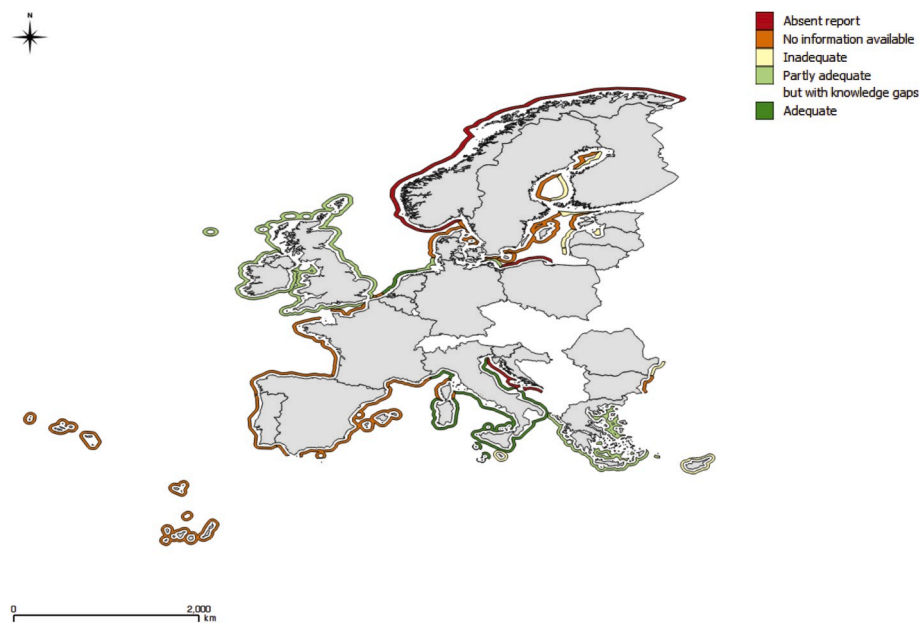 N
Absent report
No information available
Inadequate
Partly adequate
but with knowledge gaps
Adequate
0 2,000
km